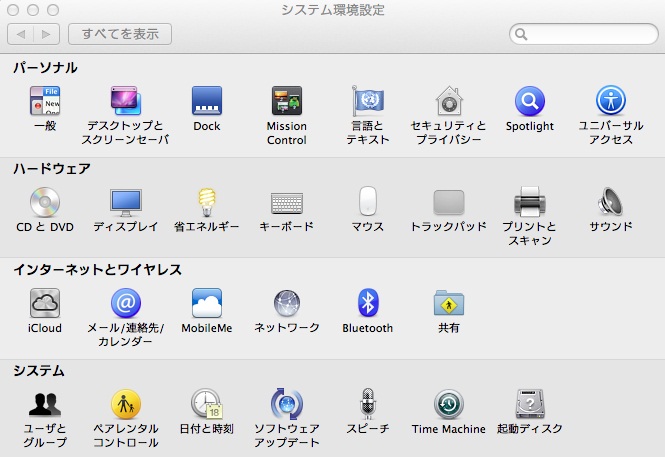 システム環境設定
すべてを表示
パーソナル
一般
デスクトップと
スクリーンセーバ
Dock
Mission
Control
言語と
テキスト
セキュリティと
プライバシー
Spotlight
ユニバーサル
アクセス
ハードウェア
CD と DVD
ディスプレイ
省エネルギー
キーボード
マウス
トラックパッド
プリントと
スキャン
サウンド
インターネットとワイヤレス
iCloud
メール/連絡先/
カレンダー
MobileMe
ネットワーク
Bluetooth
共有
システム
ユーザと
グループ
ペアレンタル
コントロール
日付と時刻
ソフトウェア
アップデート
スピーチ
Time Machine
起動ディスク
File
New
18